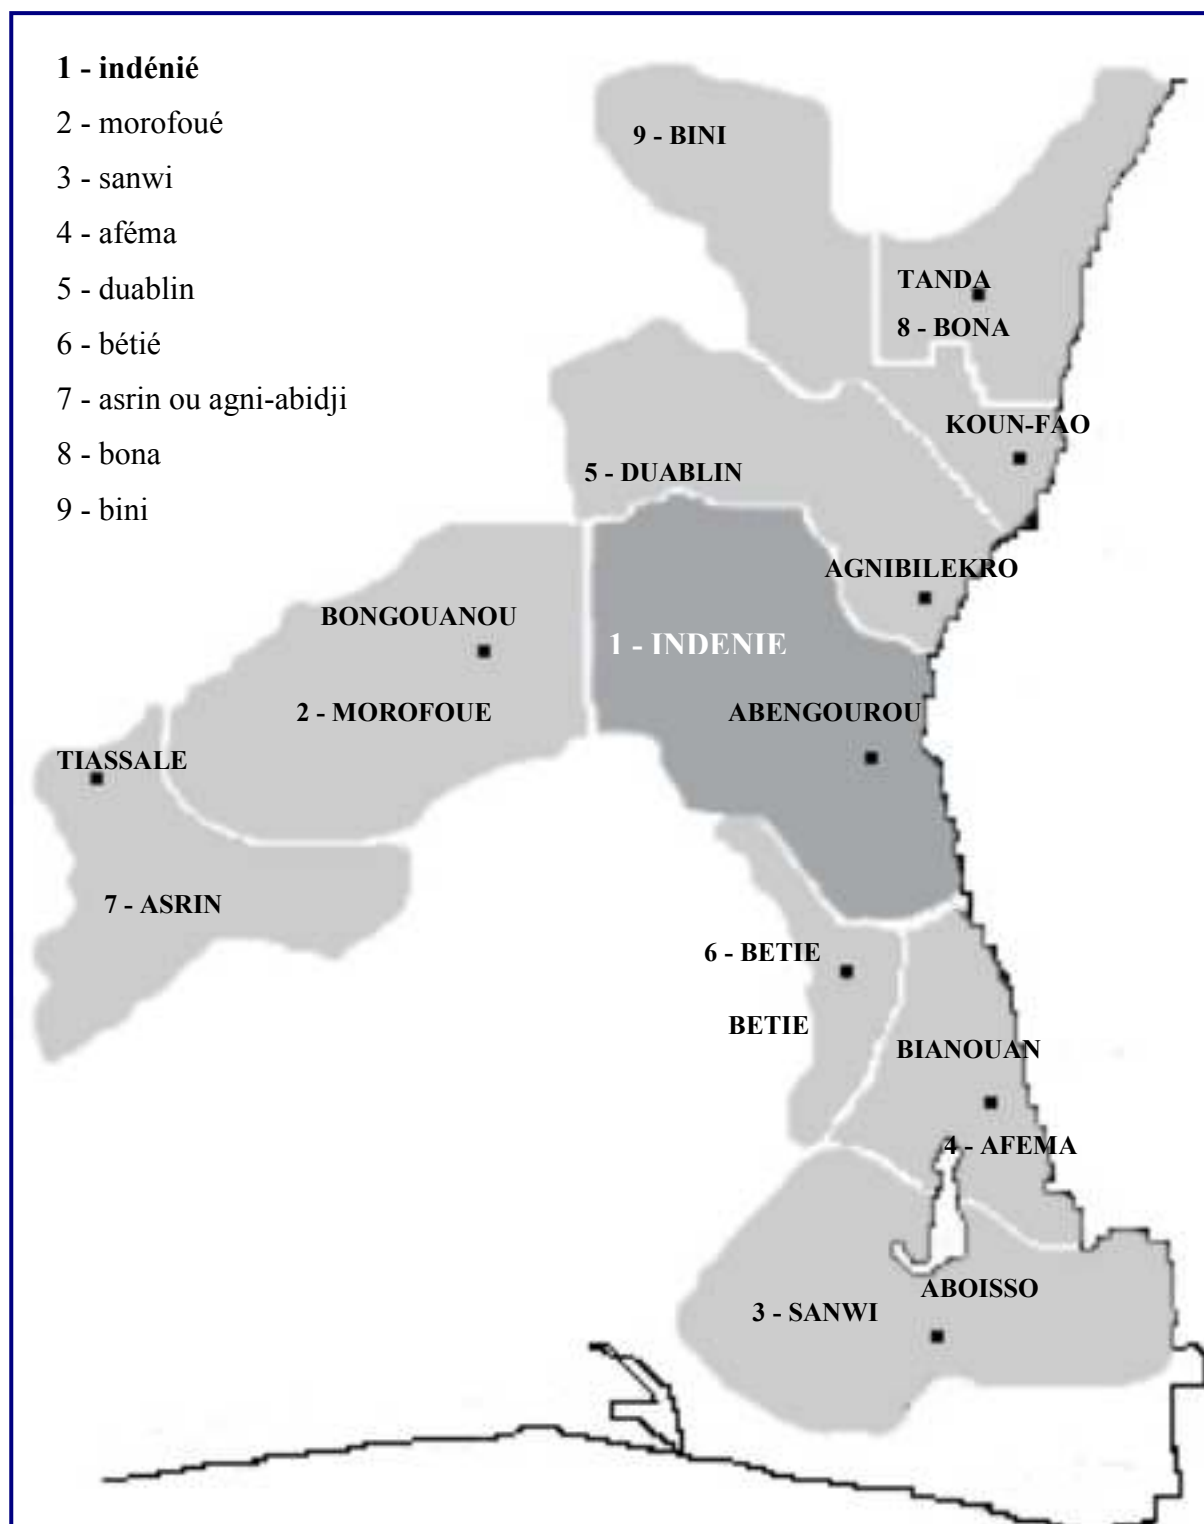 1 - indénié
2 - morofoué
3 - sanwi
4 - aféma
5 - duablin
6 - bétié
7 - asrin ou agni-abidji
8 - bona
9 - bini
9 - BINI
TANDA
8 - BONA
KOUN-FAO
5 - DUABLIN
AGNIBILEKRO
BONGOUANOU
1 - INDENIE
2 - MOROFOUE
ABENGOUROU
TIASSALE
7 - ASRIN
6 - BETIE
BETIE
BIANOUAN
4 - AFEMA
ABOISSO
3 - SANWI